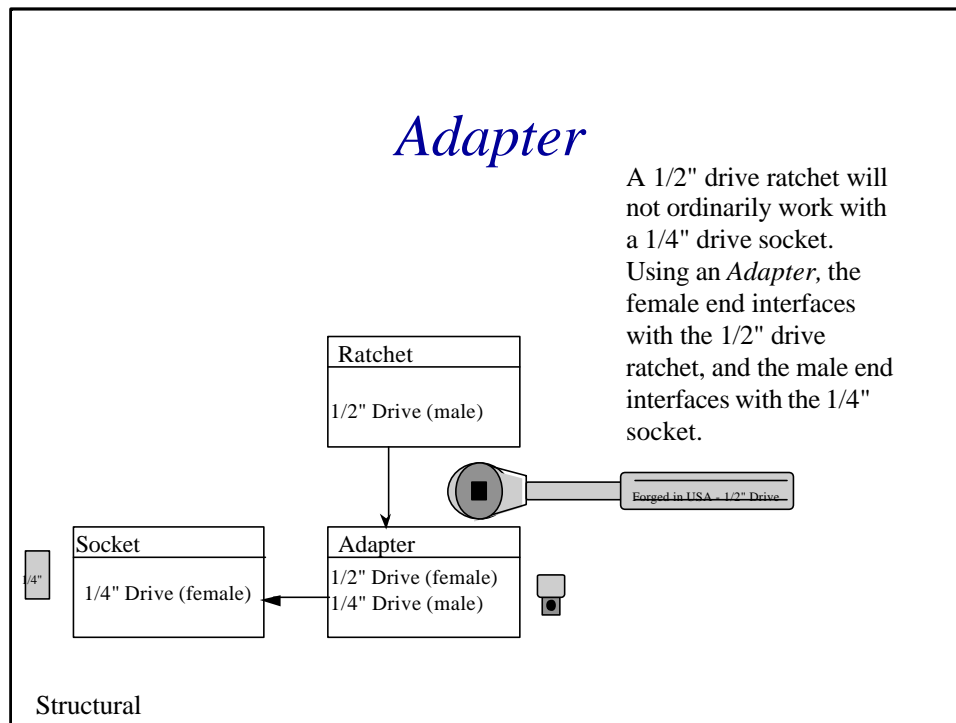 Adapter
A 1/2" drive ratchet will
not ordinarily work with
a 1/4" drive socket.
Using an Adapter, the
female end interfaces
with the 1/2" drive
ratchet, and the male end
interfaces with the 1/4"
socket.
Ratchet
1/2" Drive (male)
Forged in USA - 1/2" Drive
Socket
1/4" Drive (female)
1/4"
Adapter
1/2" Drive (female)
1/4" Drive (male)
Structural